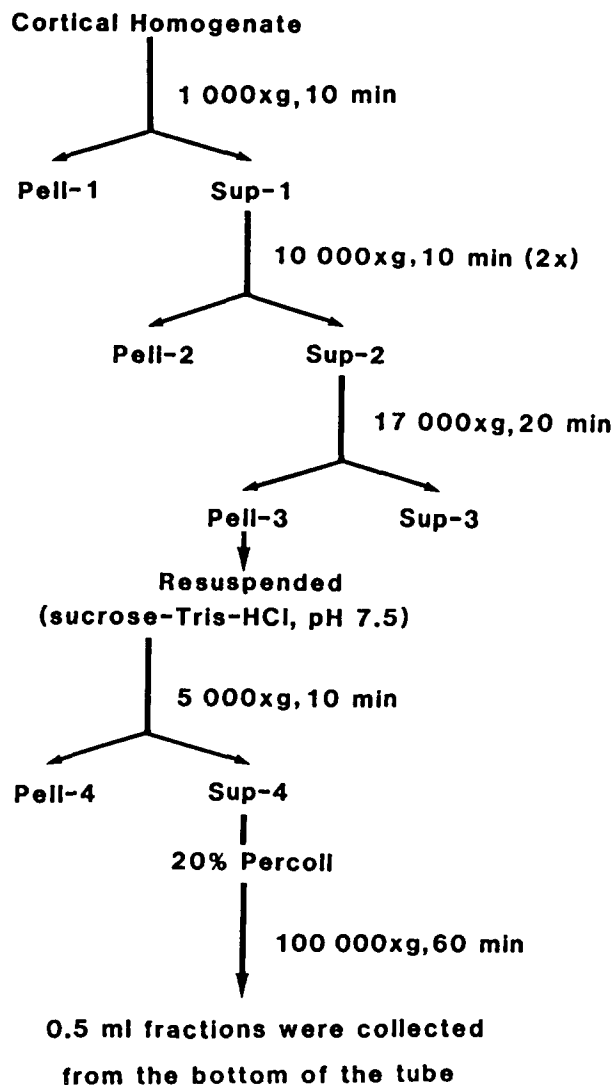 Cortical Homogenate
1 000xg, 10 min
Pell-1
Sup-1
10 000xg, 10 min (2x)
Pell-2
Sup-2
17 000xg, 20 min
Pell-3
Sup-3
Resuspended
(sucrose-Tris-HCl, pH 7.5)
5 000xg, 10 min
Pell-4
Sup-4
20% Percoll
100 000xg, 60 min
0.5 ml fractions were collected
from the bottom of the tube